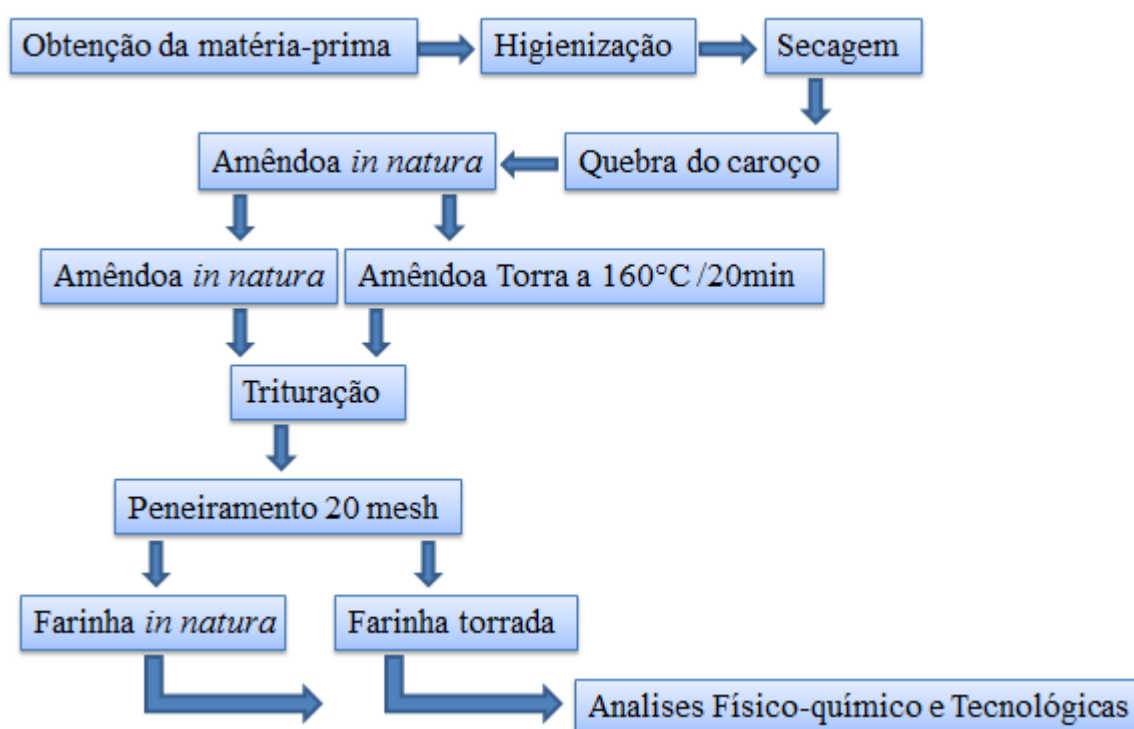 Obtenção da matéria-prima
Higienização
Secagem
Amêndoa in natura
Quebra do caroço
Amêndoa in natura
Amêndoa Torra a 160°C /20min
Trituração
Peneiramento 20 mesh
Farinha in natura
Farinha torrada
Analises Físico-químico e Tecnológicas